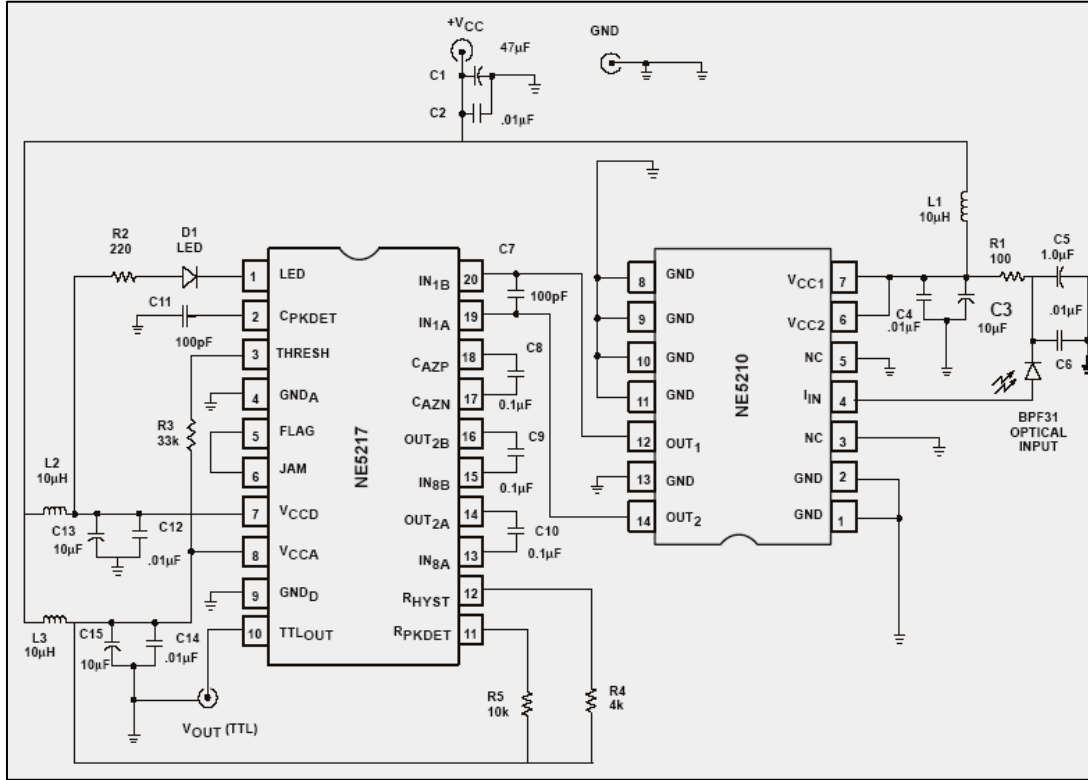 +VCC
GND
47µF
C1
C2
.01µF
L1
10µH
R2
220
D1
LED
C7
R1
100
C5
1.0µF
1
LED
IN1B
20
8
GND
VCC1
7
C11
100pF
2
CPKDET
100pF
IN1A
19
9
GND
VCC2
6
C4
.01µF
C3
10µF
.01µF
C6
3
THRESH
CAZP
18
C8
10
GND
NC
5
4
GNDA
CAZN
17
0.1µF
11
GND
IIN
4
R3
33k
5
FLAG
NE5217
OUT2B
16
C9
12
OUT1
NE5210
NC
3
BPF31
OPTICAL
INPUT
6
JAM
IN8B
15
0.1µF
13
GND
GND
2
L2
10µH
7
VCCD
OUT2A
14
C10
14
OUT2
GND
1
C13
10µF
C12
.01µF
8
VCCA
IN8A
13
0.1µF
9
GNDD
RHYST
12
L3
10µH
C15
10µF
C14
.01µF
10
TTLOUT
RPKDET
11
R5
10k
R4
4k
VOUT (TTL)